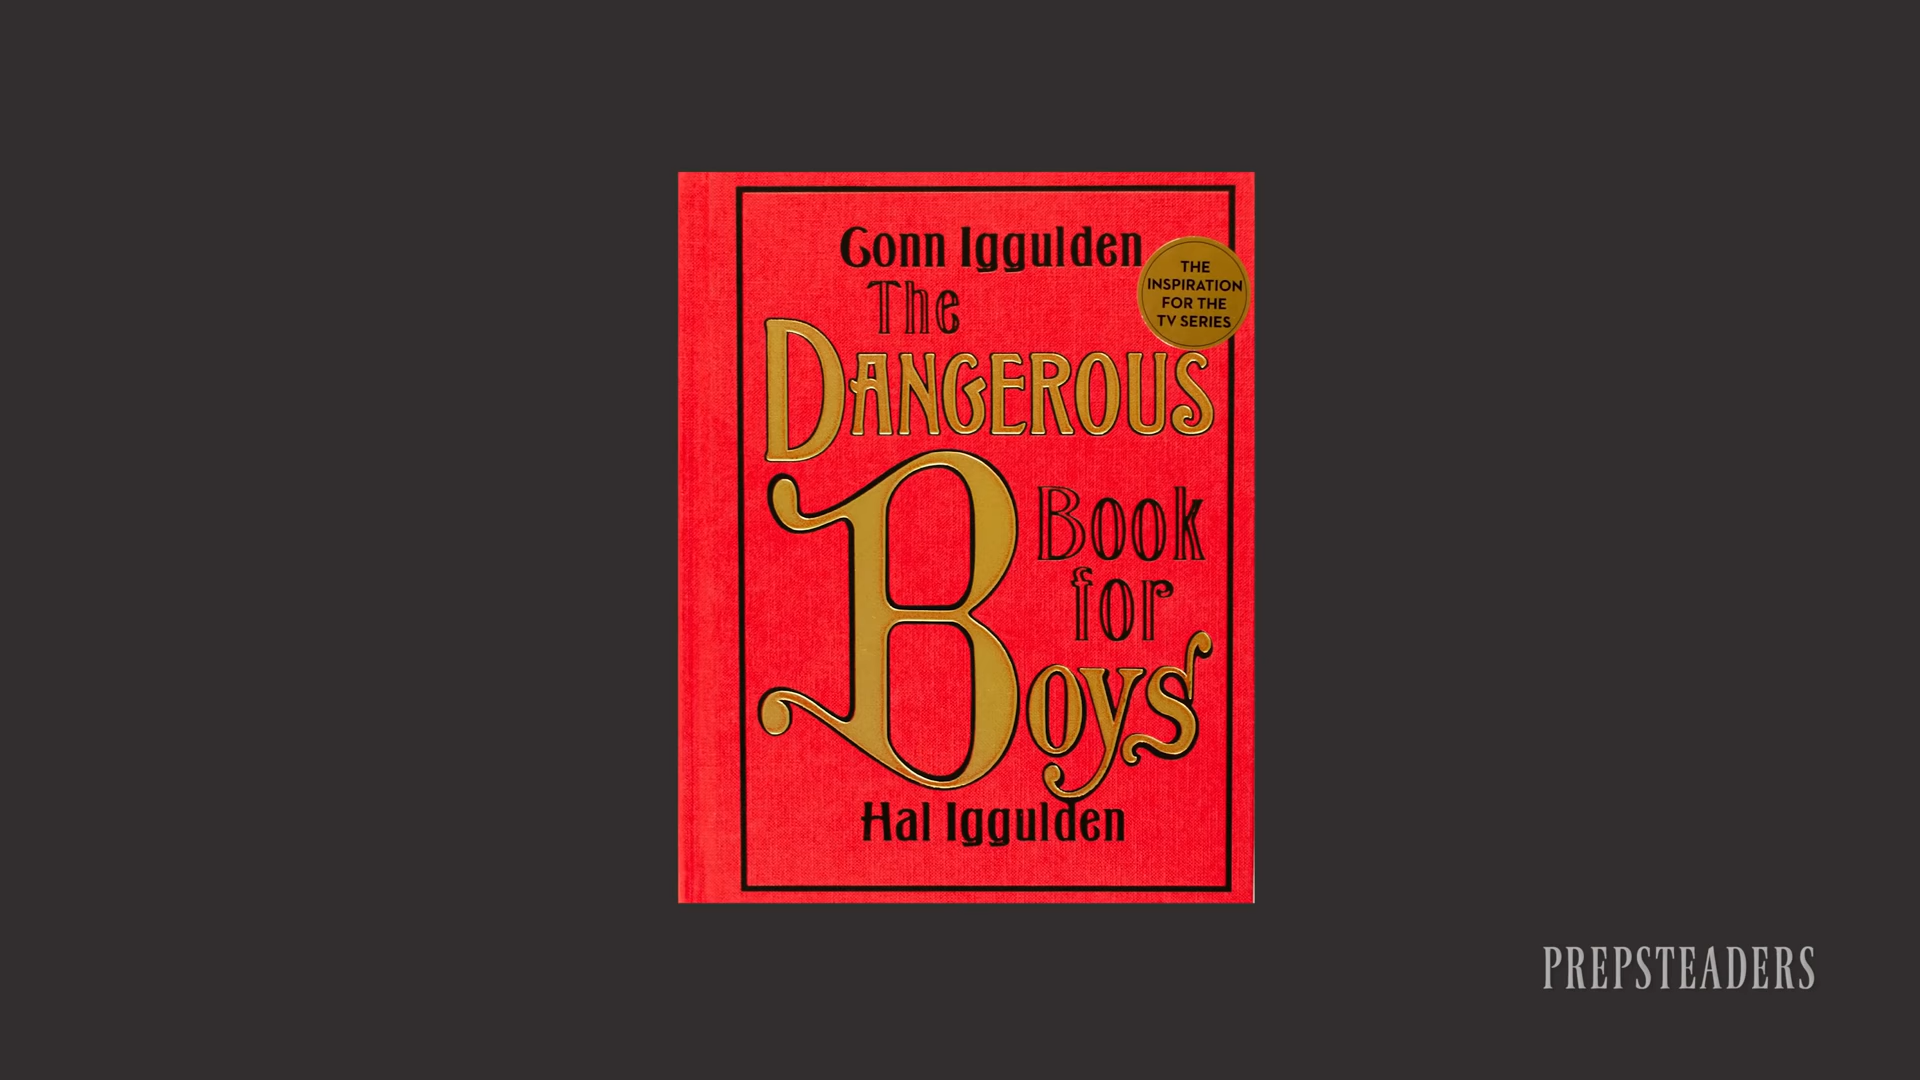 Conn Iggulden
The
DANGEROUS
Book
for
Boys
Hal Iggulden
THE
INSPIRATION
FOR THE
TV SERIES
PREPSTEADERS